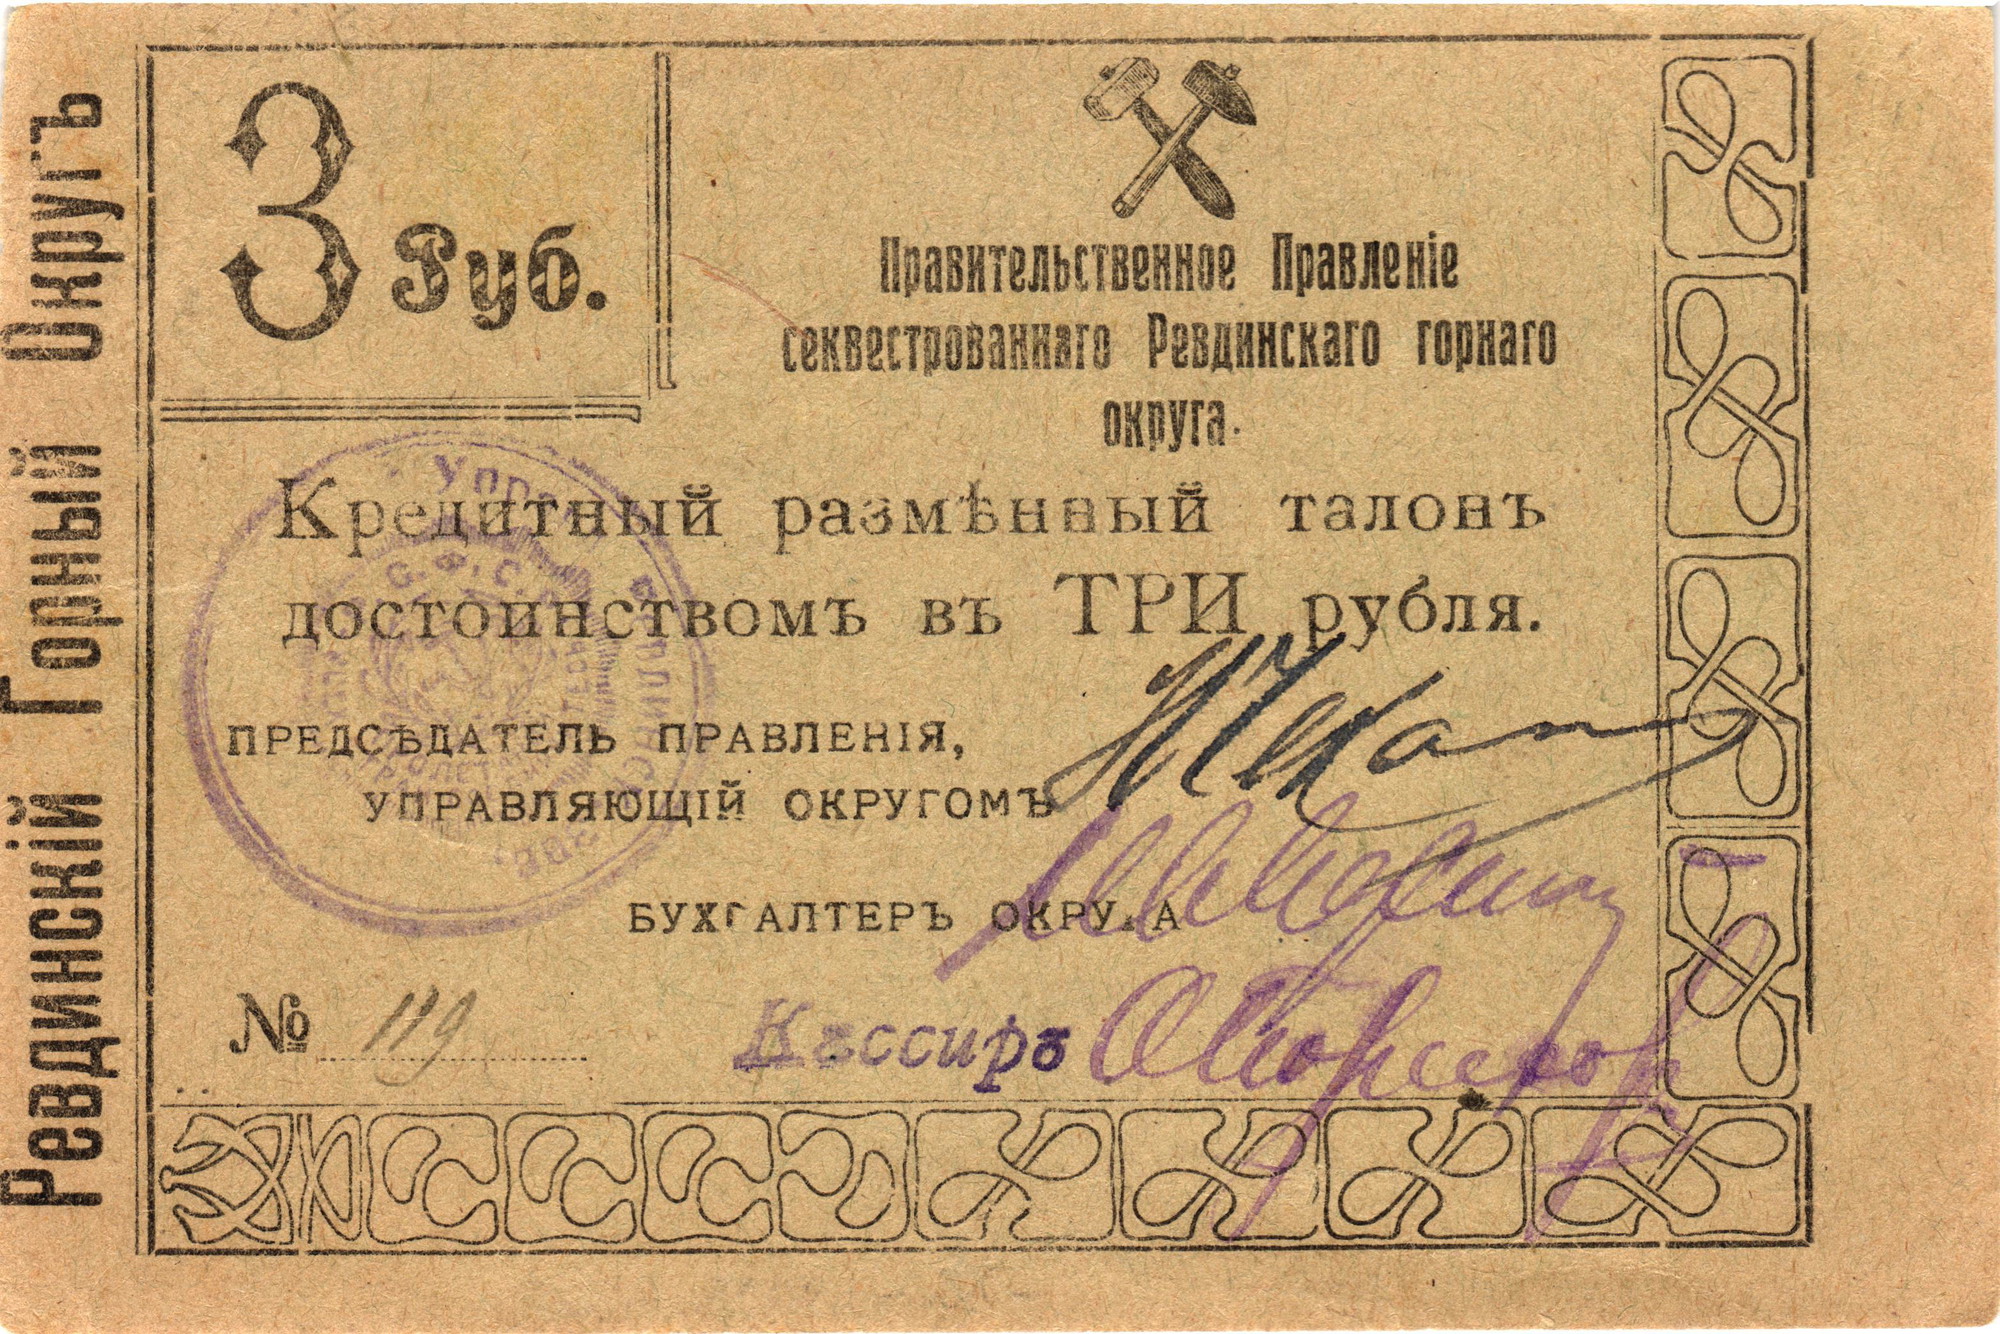 Ревдинскій Горный Округъ
3 Руб.
Правительственное Правленіе
секвестрованнаго Ревдинскаго горнаго
округа.
Кредитный размѣнный талонъ
достоинствомъ въ ТРИ рубля.
ПРЕДСѢДАТЕЛЬ ПРАВЛЕНІЯ,
УПРАВЛЯЮЩІЙ ОКРУГОМЪ
БУХГАЛТЕРЪ ОКРУГА
№ 119
Кассиръ